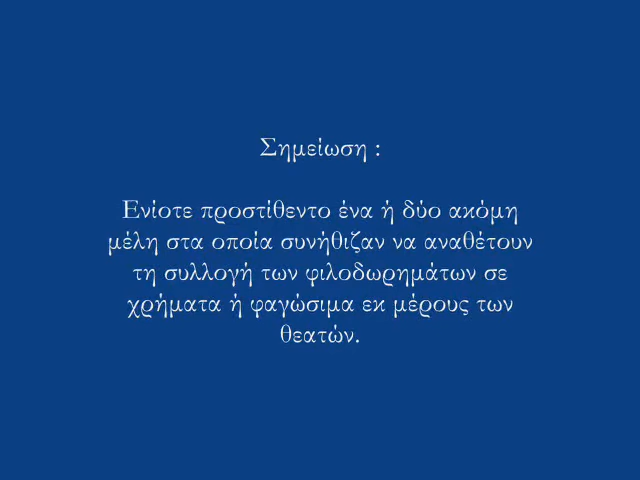 Σημείωση :
Ενίοτε προστίθεντο ένα ή δύο ακόμη
μέλη στα οποία συνήθιζαν να αναθέτουν
τη συλλογή των φιλοδωρημάτων σε
χρήματα ή φαγώσιμα εκ μέρους των
θεατών.